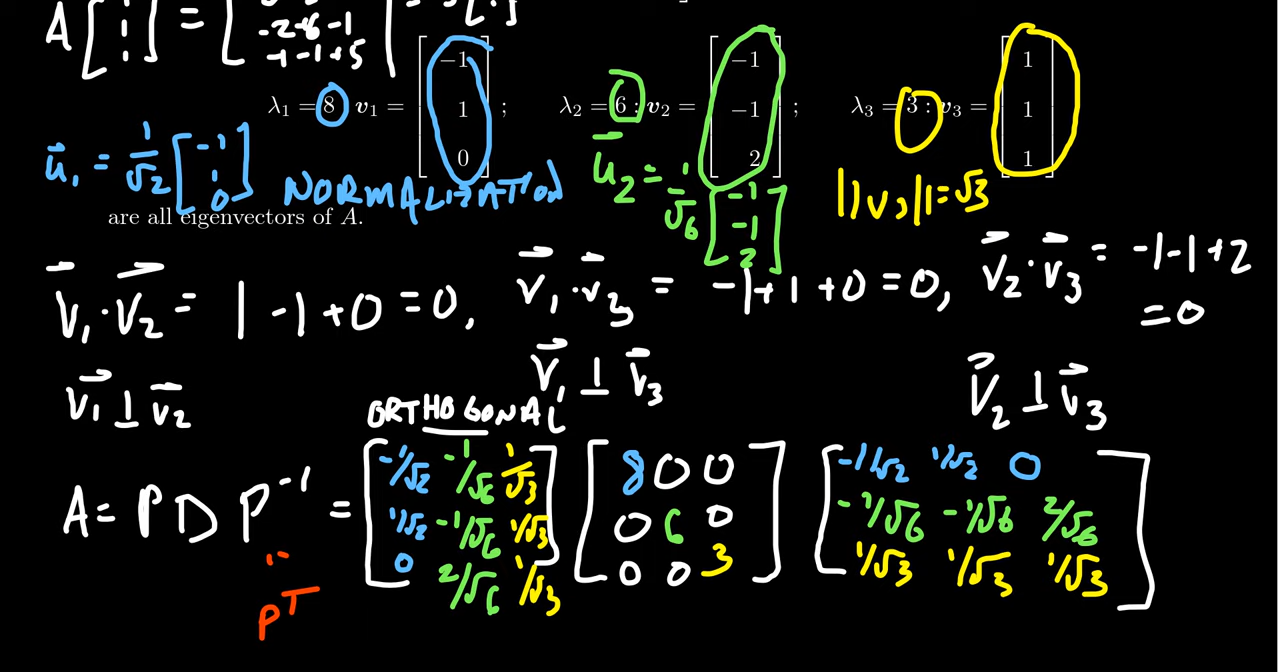 A [1 1 1] = [-2+6-1 -1-1+5]
λ₁ = 8 v₁ = [-1 1 0] ; λ₂ = 6 : v₂ = [-1 -1 2] ; λ₃ = 3 : v₃ = [1 1 1]
u⃗₁ = 1/√2 [-1 1 0] NORMALIZATION u⃗₂ = 1/√6 [-1 -1 2] ||v₃|| = √3
are all eigenvectors of A.
v⃗₁ · v⃗₂ = 1 - 1 + 0 = 0, v⃗₁ · v⃗₃ = -1 + 1 + 0 = 0, v⃗₂ · v⃗₃ = -1 - 1 + 2
= 0
v⃗₁ ⊥ v⃗₂ v⃗₁ ⊥ v⃗₃ v⃗₂ ⊥ v⃗₃
ORTHOGONAL
A = P D P⁻¹ = [-1/√2 -1/√6 1/√3; 1/√2 -1/√6 1/√3; 0 2/√6 1/√3] [8 0 0; 0 6 0; 0 0 3] [-1/√2 1/√2 0; -1/√6 -1/√6 2/√6; 1/√3 1/√3 1/√3]
Pᵀ